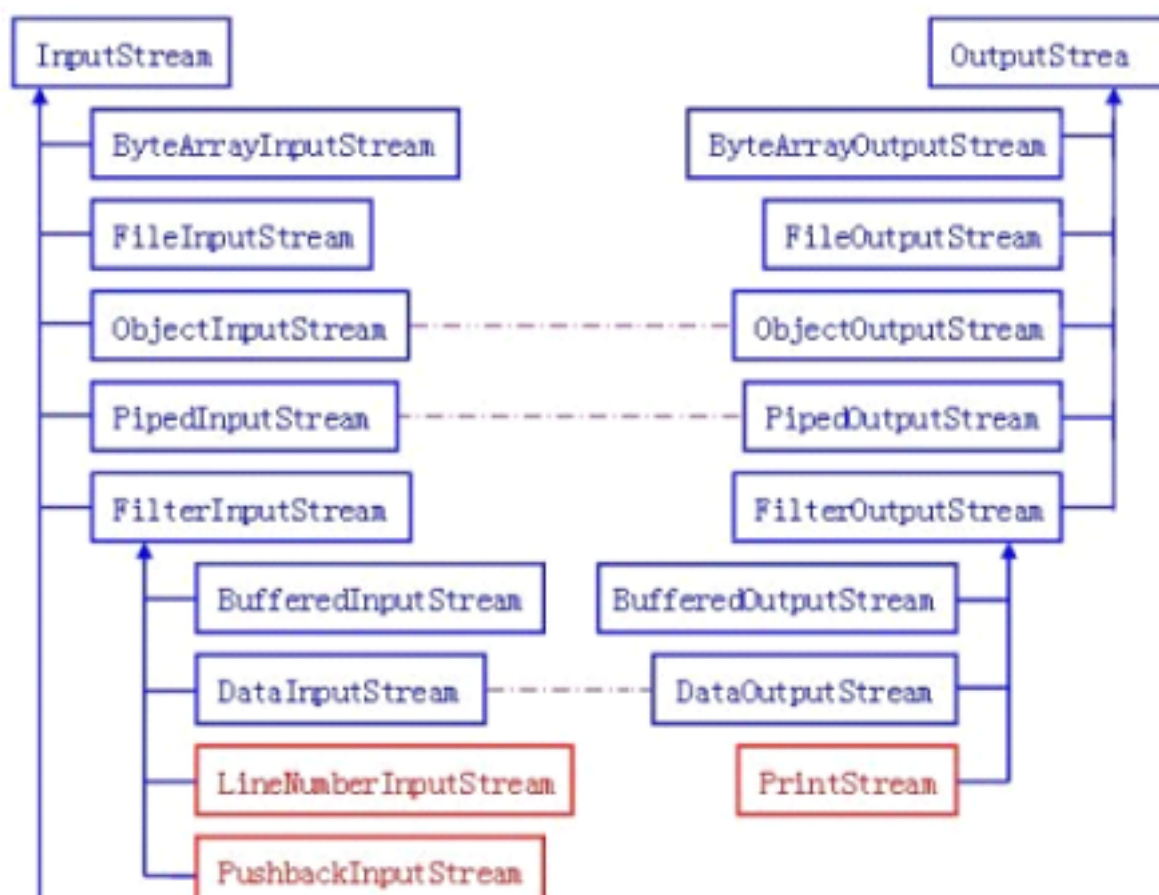 InputStream
OutputStrea
ByteArrayInputStream
ByteArrayOutputStream
FileInputStream
FileOutputStream
ObjectInputStream
ObjectOutputStream
PipedInputStream
PipedOutputStream
FilterInputStream
FilterOutputStream
BufferedInputStream
BufferedOutputStream
DataInputStream
DataOutputStream
LineNumberInputStream
PrintStream
PushbackInputStream